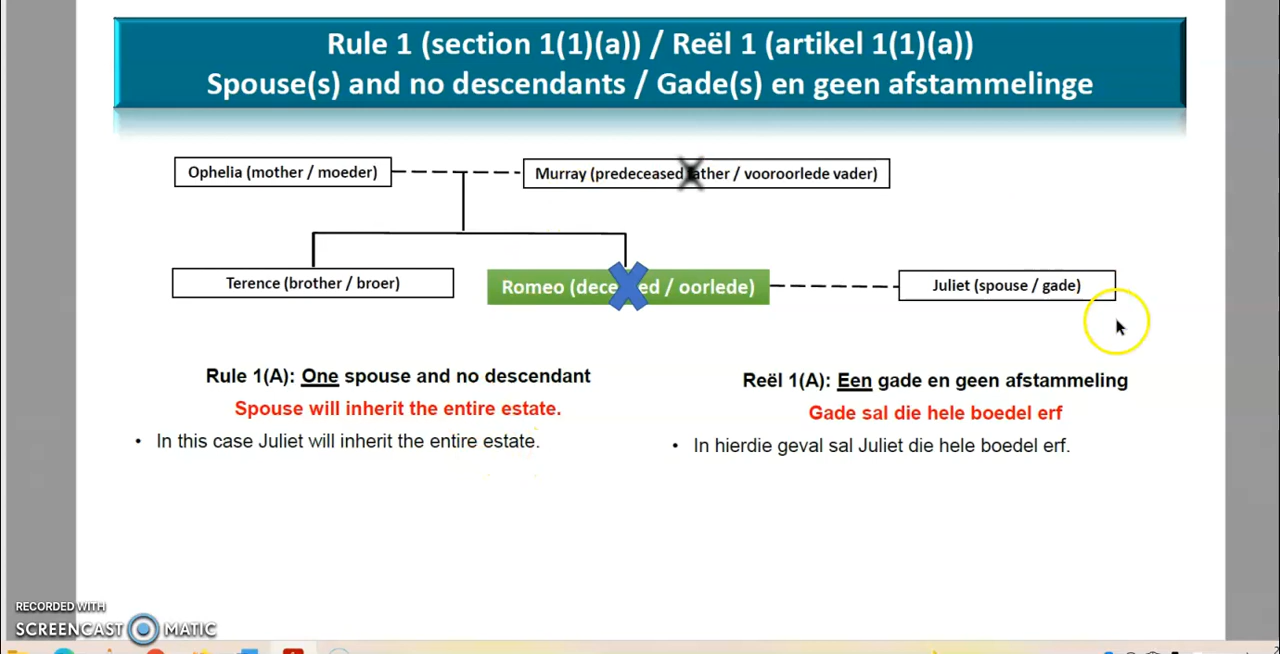 Rule 1 (section 1(1)(a)) / Reël 1 (artikel 1(1)(a))
Spouse(s) and no descendants / Gade(s) en geen afstammelinge
Ophelia (mother / moeder)
Murray (predeceased father / vooroorlede vader)
Terence (brother / broer)
Romeo (deceased / oorlede)
Juliet (spouse / gade)
Rule 1(A): One spouse and no descendant
Spouse will inherit the entire estate.
• In this case Juliet will inherit the entire estate.
Reël 1(A): Een gade en geen afstammeling
Gade sal die hele boedel erf
• In hierdie geval sal Juliet die hele boedel erf.
RECORDED WITH
SCREENCAST MATIC